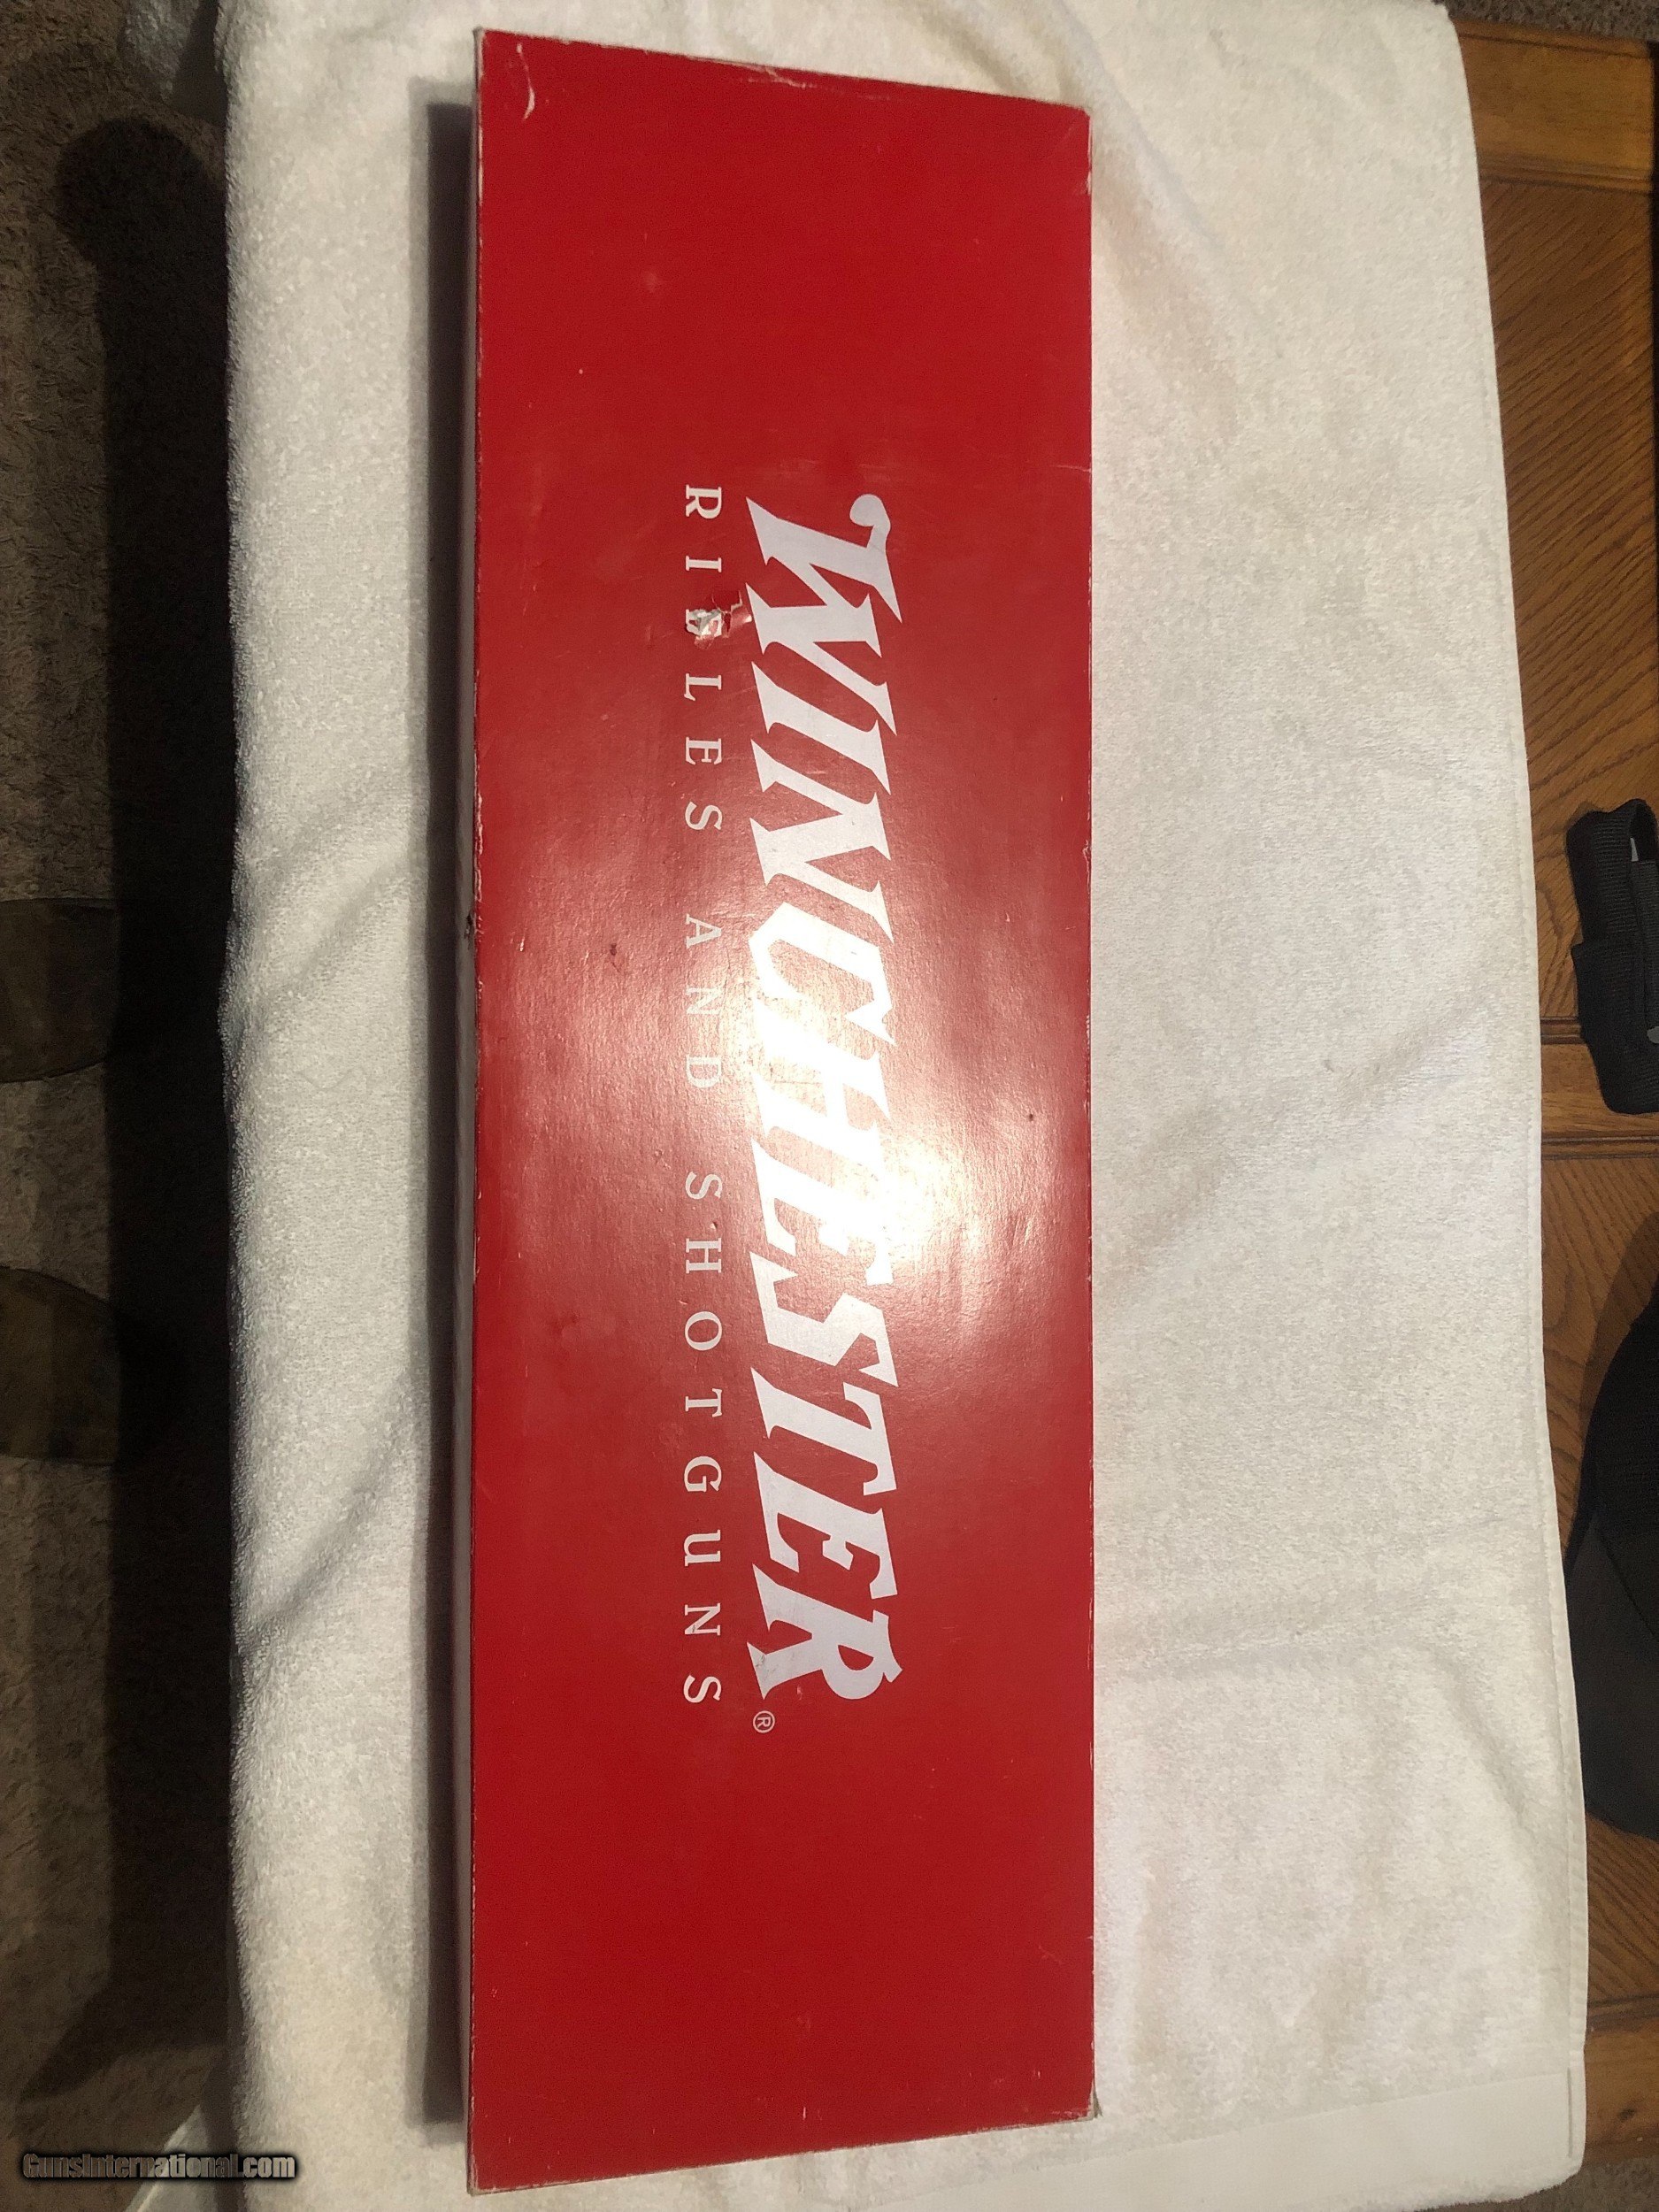 WINCHESTER®
RIFLES AND SHOTGUNS
GunsInternational.com